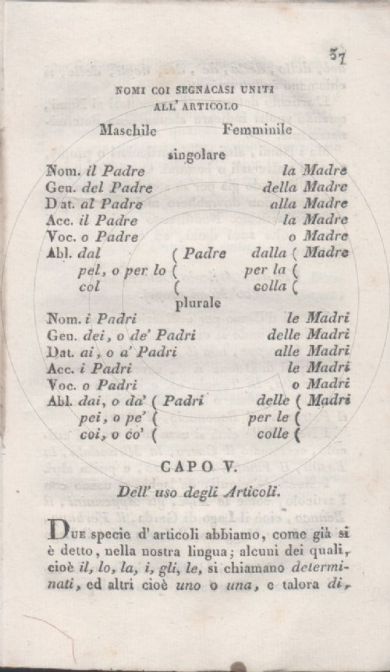 37
NOMI COI SEGNACASI UNITI
ALL' ARTICOLO
Maschile Femminile
singolare
Nom. il Padre la Madre
Gen. del Padre della Madre
Dat. al Padre alla Madre
Acc. il Padre la Madre
Voc. o Padre o Madre
Abl. dal ( Padre dalla ( Madre
pel, o per lo ( per la (
col ( colla (
plurale
Nom. i Padri le Madri
Gen. dei, o de' Padri delle Madri
Dat. ai, o a' Padri alle Madri
Acc. i Padri le Madri
Voc. o Padri o Madri
Abl. dai, o da' ( Padri delle ( Madri
pei, o pe' ( per le (
coi, o co' ( colle (
CAPO V.
Dell' uso degli Articoli.
DUE specie d' articoli abbiamo, come già si
è detto, nella nostra lingua; alcuni dei quali,
cioè il, lo, la, i, gli, le, si chiamano determi-
nati, ed altri cioè uno o una, e talora di,